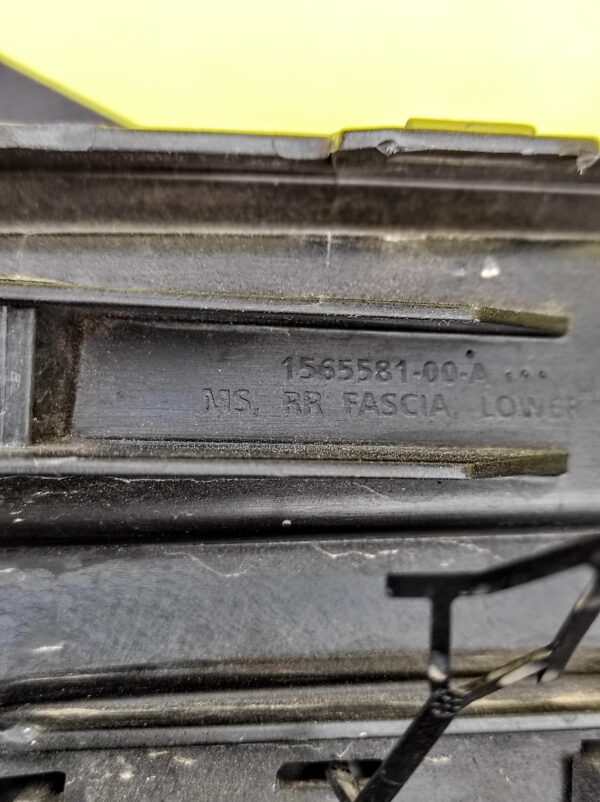 1565581-00-A ...
MS, RR FASCIA, LOWER